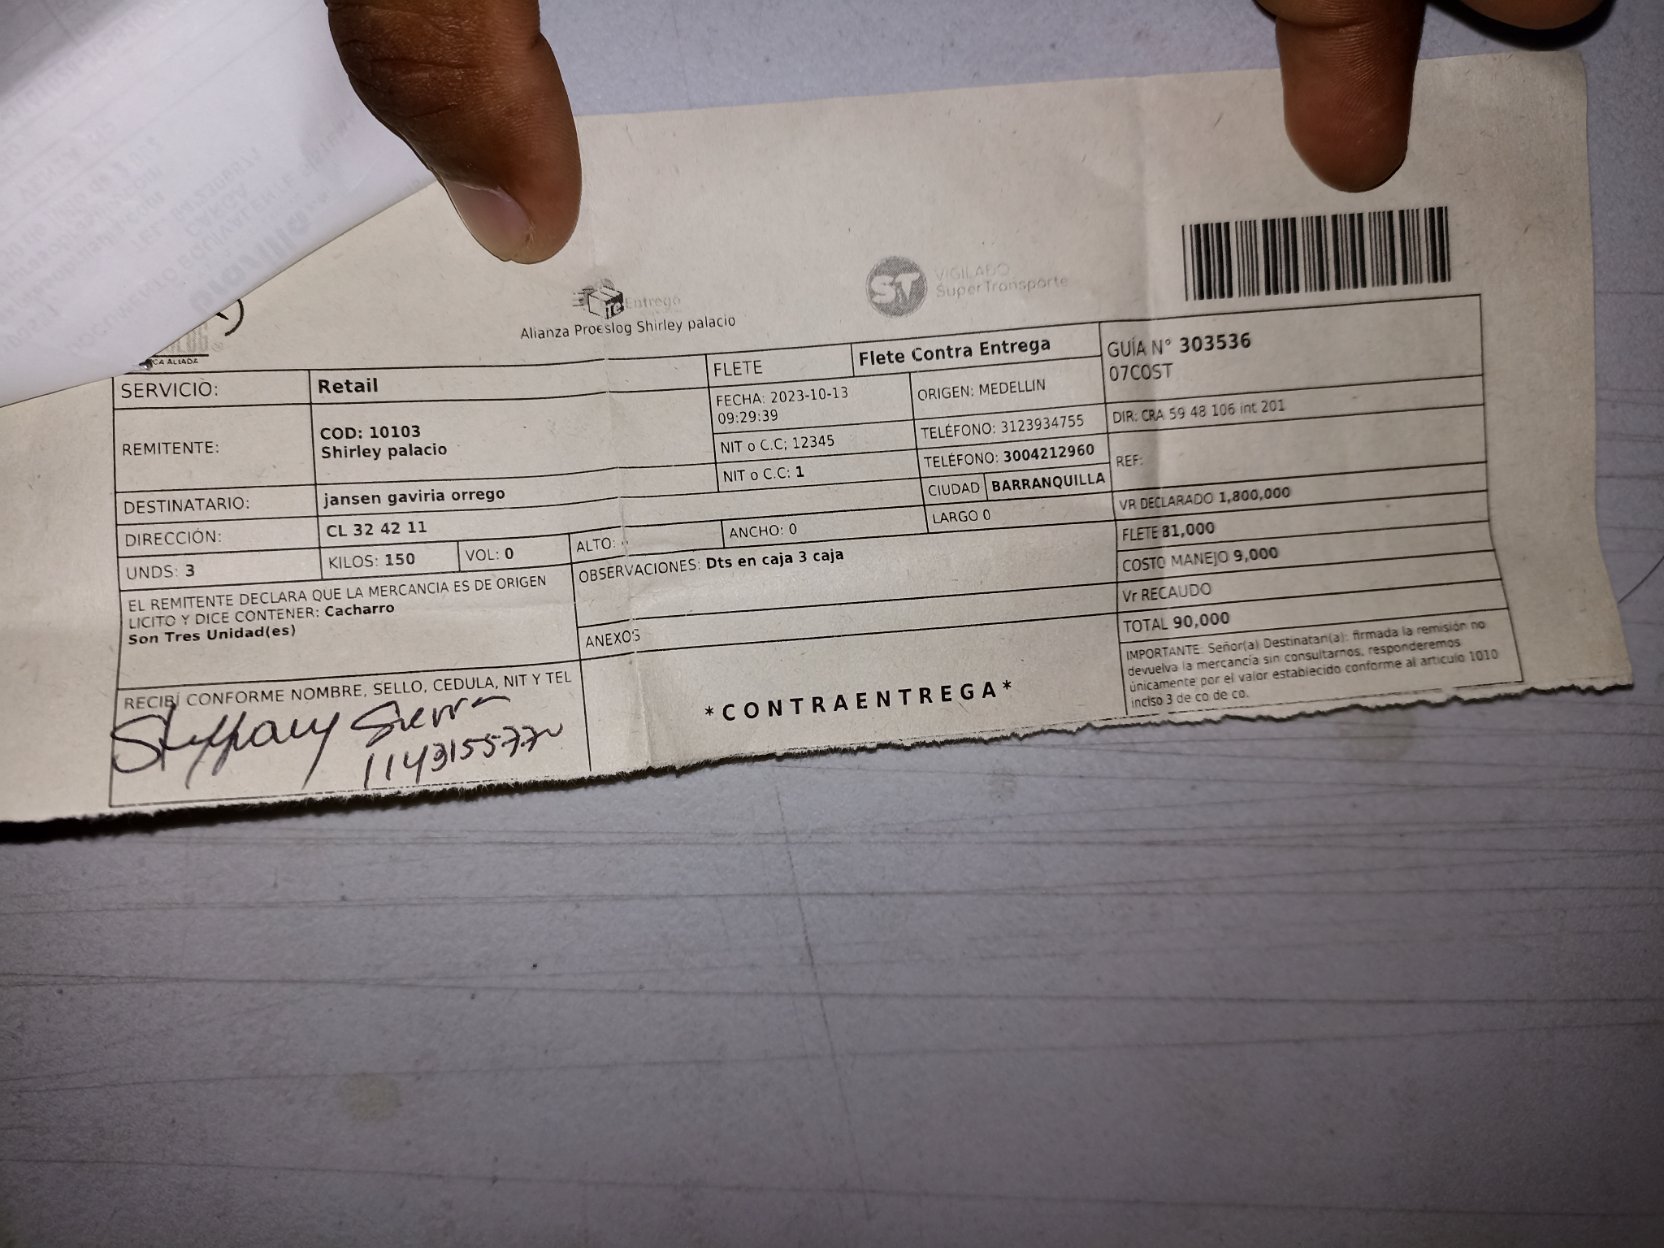 CA ALIADA
Entrego
Alianza Proeslog Shirley palacio
ST
VIGILADO
SuperTransporte
SERVICIO: Retail
FLETE Flete Contra Entrega
GUÍA N° 303536
07COST
REMITENTE: COD: 10103
Shirley palacio
FECHA: 2023-10-13
09:29:39
ORIGEN: MEDELLIN
NIT o C.C: 12345
TELÉFONO: 3123934755
DIR: CRA 59 48 106 int 201
DESTINATARIO: jansen gaviria orrego
NIT o C.C: 1
TELÉFONO: 3004212960
REF:
DIRECCIÓN: CL 32 42 11
CIUDAD BARRANQUILLA
VR DECLARADO 1,800,000
UNDS: 3
KILOS: 150
VOL: 0
ALTO:
ANCHO: 0
LARGO 0
FLETE 81,000
EL REMITENTE DECLARA QUE LA MERCANCIA ES DE ORIGEN
LICITO Y DICE CONTENER: Cacharro
Son Tres Unidad(es)
OBSERVACIONES: Dts en caja 3 caja
COSTO MANEJO 9,000
Vr RECAUDO
ANEXOS
TOTAL 90,000
RECIBÍ CONFORME NOMBRE, SELLO, CEDULA, NIT Y TEL
Sierra
*CONTRAENTREGA*
IMPORTANTE: Señor(a) Destinatari(a): firmada la remisión no
devuelva la mercancía sin consultarnos, responderemos
únicamente por el valor establecido conforme al articulo 1010
inciso 3 de co de co.